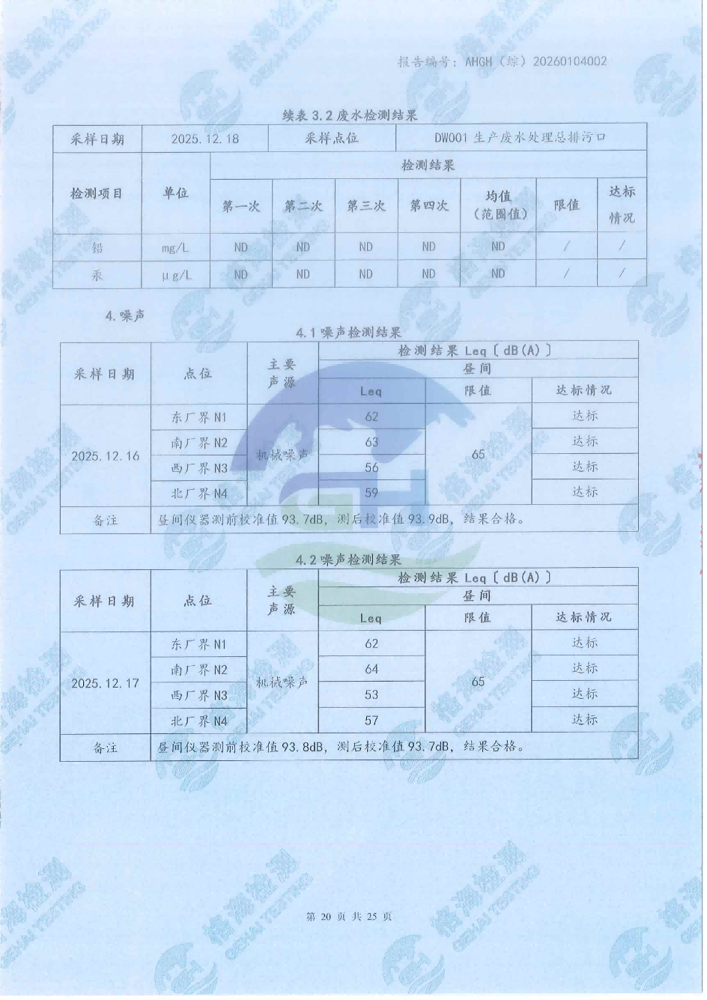 报告编号：AHGH（综）20260104002
续表 3.2 废水检测结果
采样日期 2025.12.18 采样点位 DW001 生产废水处理总排污口
检测项目 单位 检测结果
第一次 第二次 第三次 第四次 均值（范围值） 限值 达标情况
铅 mg/L ND ND ND ND ND / /
汞 μg/L ND ND ND ND ND / /
4.噪声
4.1 噪声检测结果
采样日期 点位 主要声源 检测结果 Leq〔dB(A)〕
昼间
Leq 限值 达标情况
2025.12.16 东厂界 N1 机械噪声 62 65 达标
南厂界 N2 63 达标
西厂界 N3 56 达标
北厂界 N4 59 达标
备注 昼间仪器测前校准值 93.7dB，测后校准值 93.9dB，结果合格。
4.2 噪声检测结果
采样日期 点位 主要声源 检测结果 Leq〔dB(A)〕
昼间
Leq 限值 达标情况
2025.12.17 东厂界 N1 机械噪声 62 65 达标
南厂界 N2 64 达标
西厂界 N3 53 达标
北厂界 N4 57 达标
备注 昼间仪器测前校准值 93.8dB，测后校准值 93.7dB，结果合格。
第 20 页 共 25 页
格海检测
GEHAI TESTING